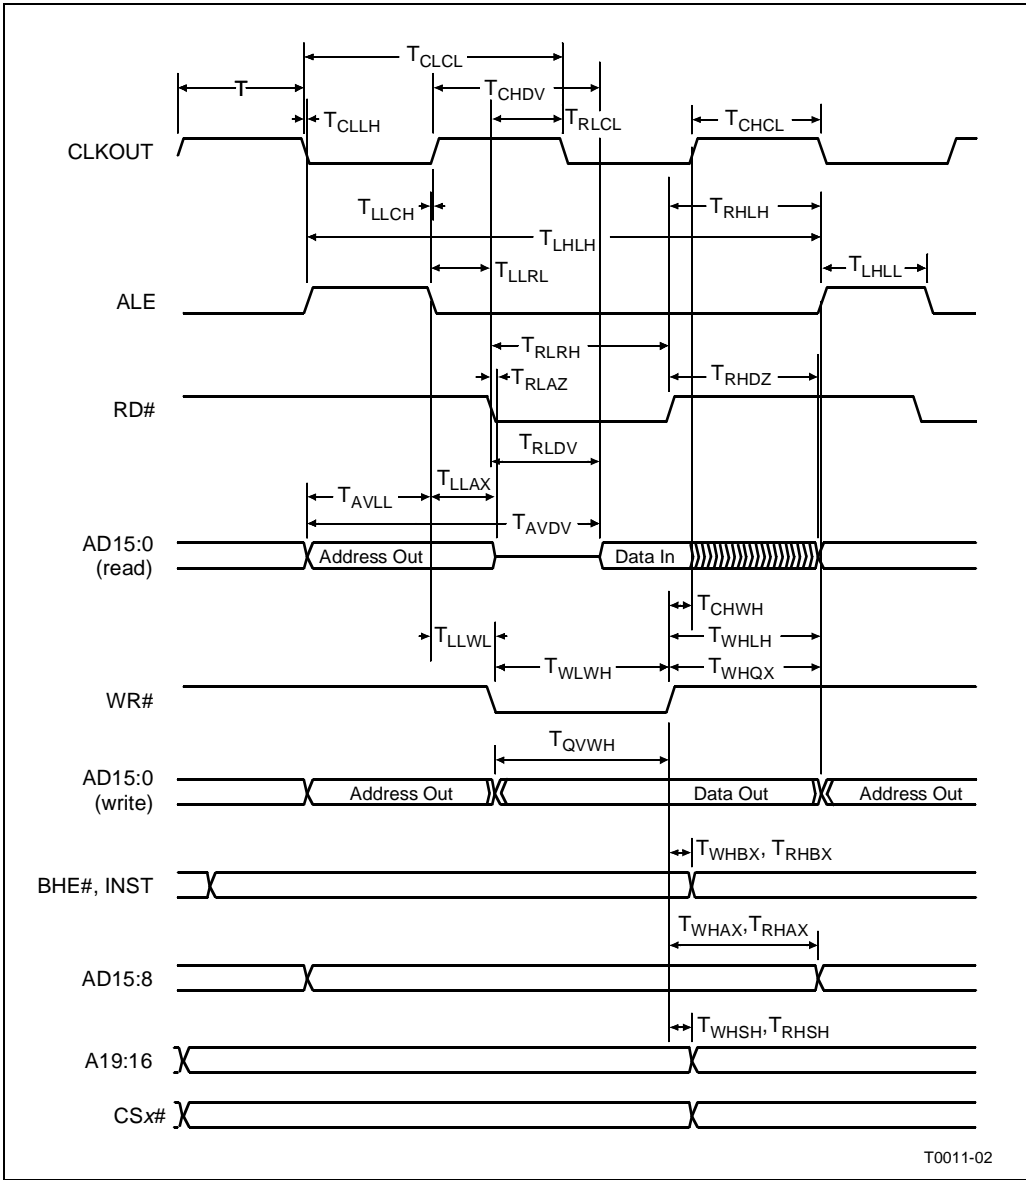 T_CLCL
T
T_CHDV
T_CLLH
T_RLCL
T_CHCL
CLKOUT
T_LLCH
T_RHLH
T_LHLH
T_LLRL
T_LHLL
ALE
T_RLRH
T_RLAZ
T_RHDZ
RD#
T_RLDV
T_LLAX
T_AVLL
T_AVDV
AD15:0
(read)
Address Out
Data In
T_CHWH
T_LLWL
T_WHLH
T_WLWH
T_WHQX
WR#
T_QVWH
AD15:0
(write)
Address Out
Data Out
Address Out
T_WHBX, T_RHBX
BHE#, INST
T_WHAX,T_RHAX
AD15:8
T_WHSH,T_RHSH
A19:16
CSx#
T0011-02